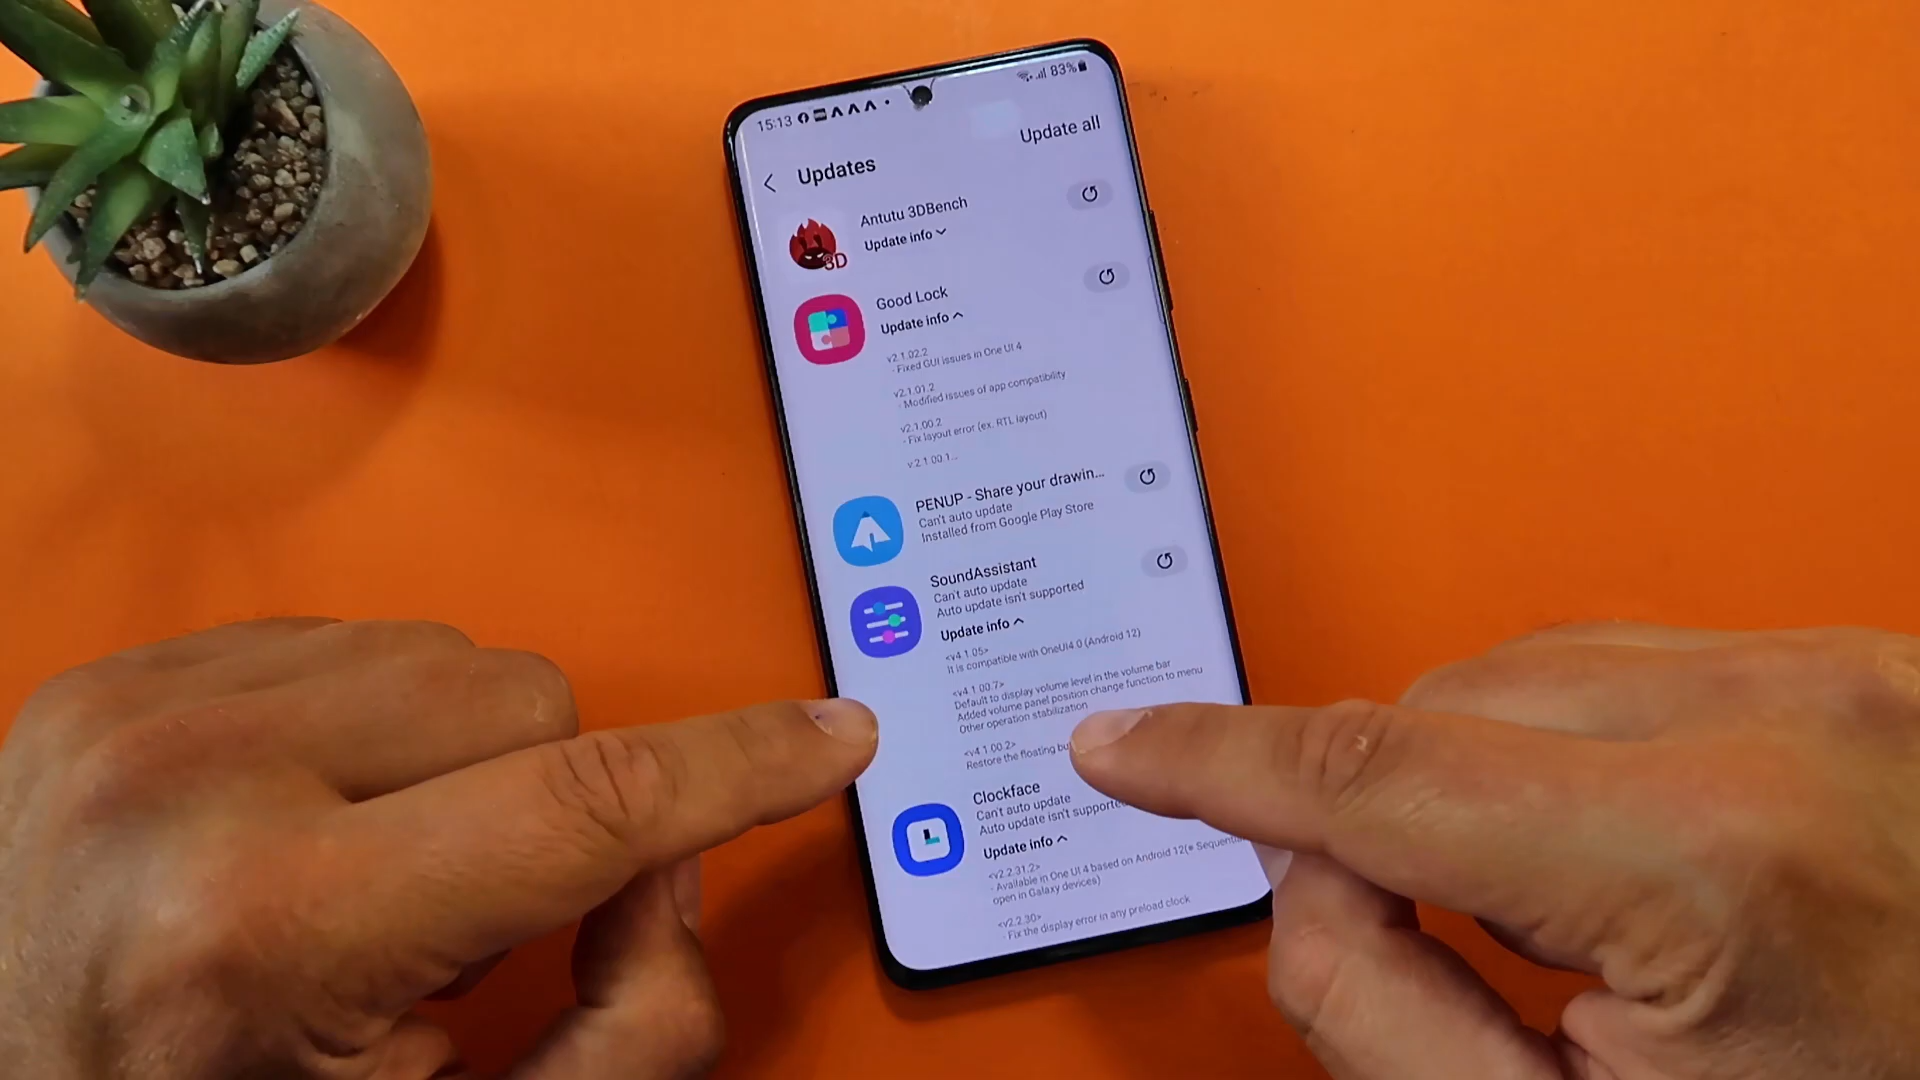 15:13
83%
Update all
Updates
Antutu 3DBench
Update info
3D
Good Lock
Update info
v2.1.02.2
- Fixed GUI issues in One UI 4
v2.1.01.2
- Modified issues of app compatibility
v2.1.00.2
- Fix layout error (ex. RTL layout)
v.2.1.00.1...
PENUP - Share your drawin...
Can't auto update
Installed from Google Play Store
SoundAssistant
Can't auto update
Auto update isn't supported
Update info
<v4.1.05>
It is compatible with OneUI4.0 (Android 12)
<v4.1.00.7>
Default to display volume level in the volume bar
Added volume panel position change function to menu
Other operation stabilization
<v4.1.00.2>
Restore the floating
Clockface
Can't auto update
Auto update isn't supported
Update info
<v2.2.31.2>
- Available in One UI 4 based on Android 12(※
open in Galaxy devices)
<v2.2.30>
- Fix the display error in any preload clock